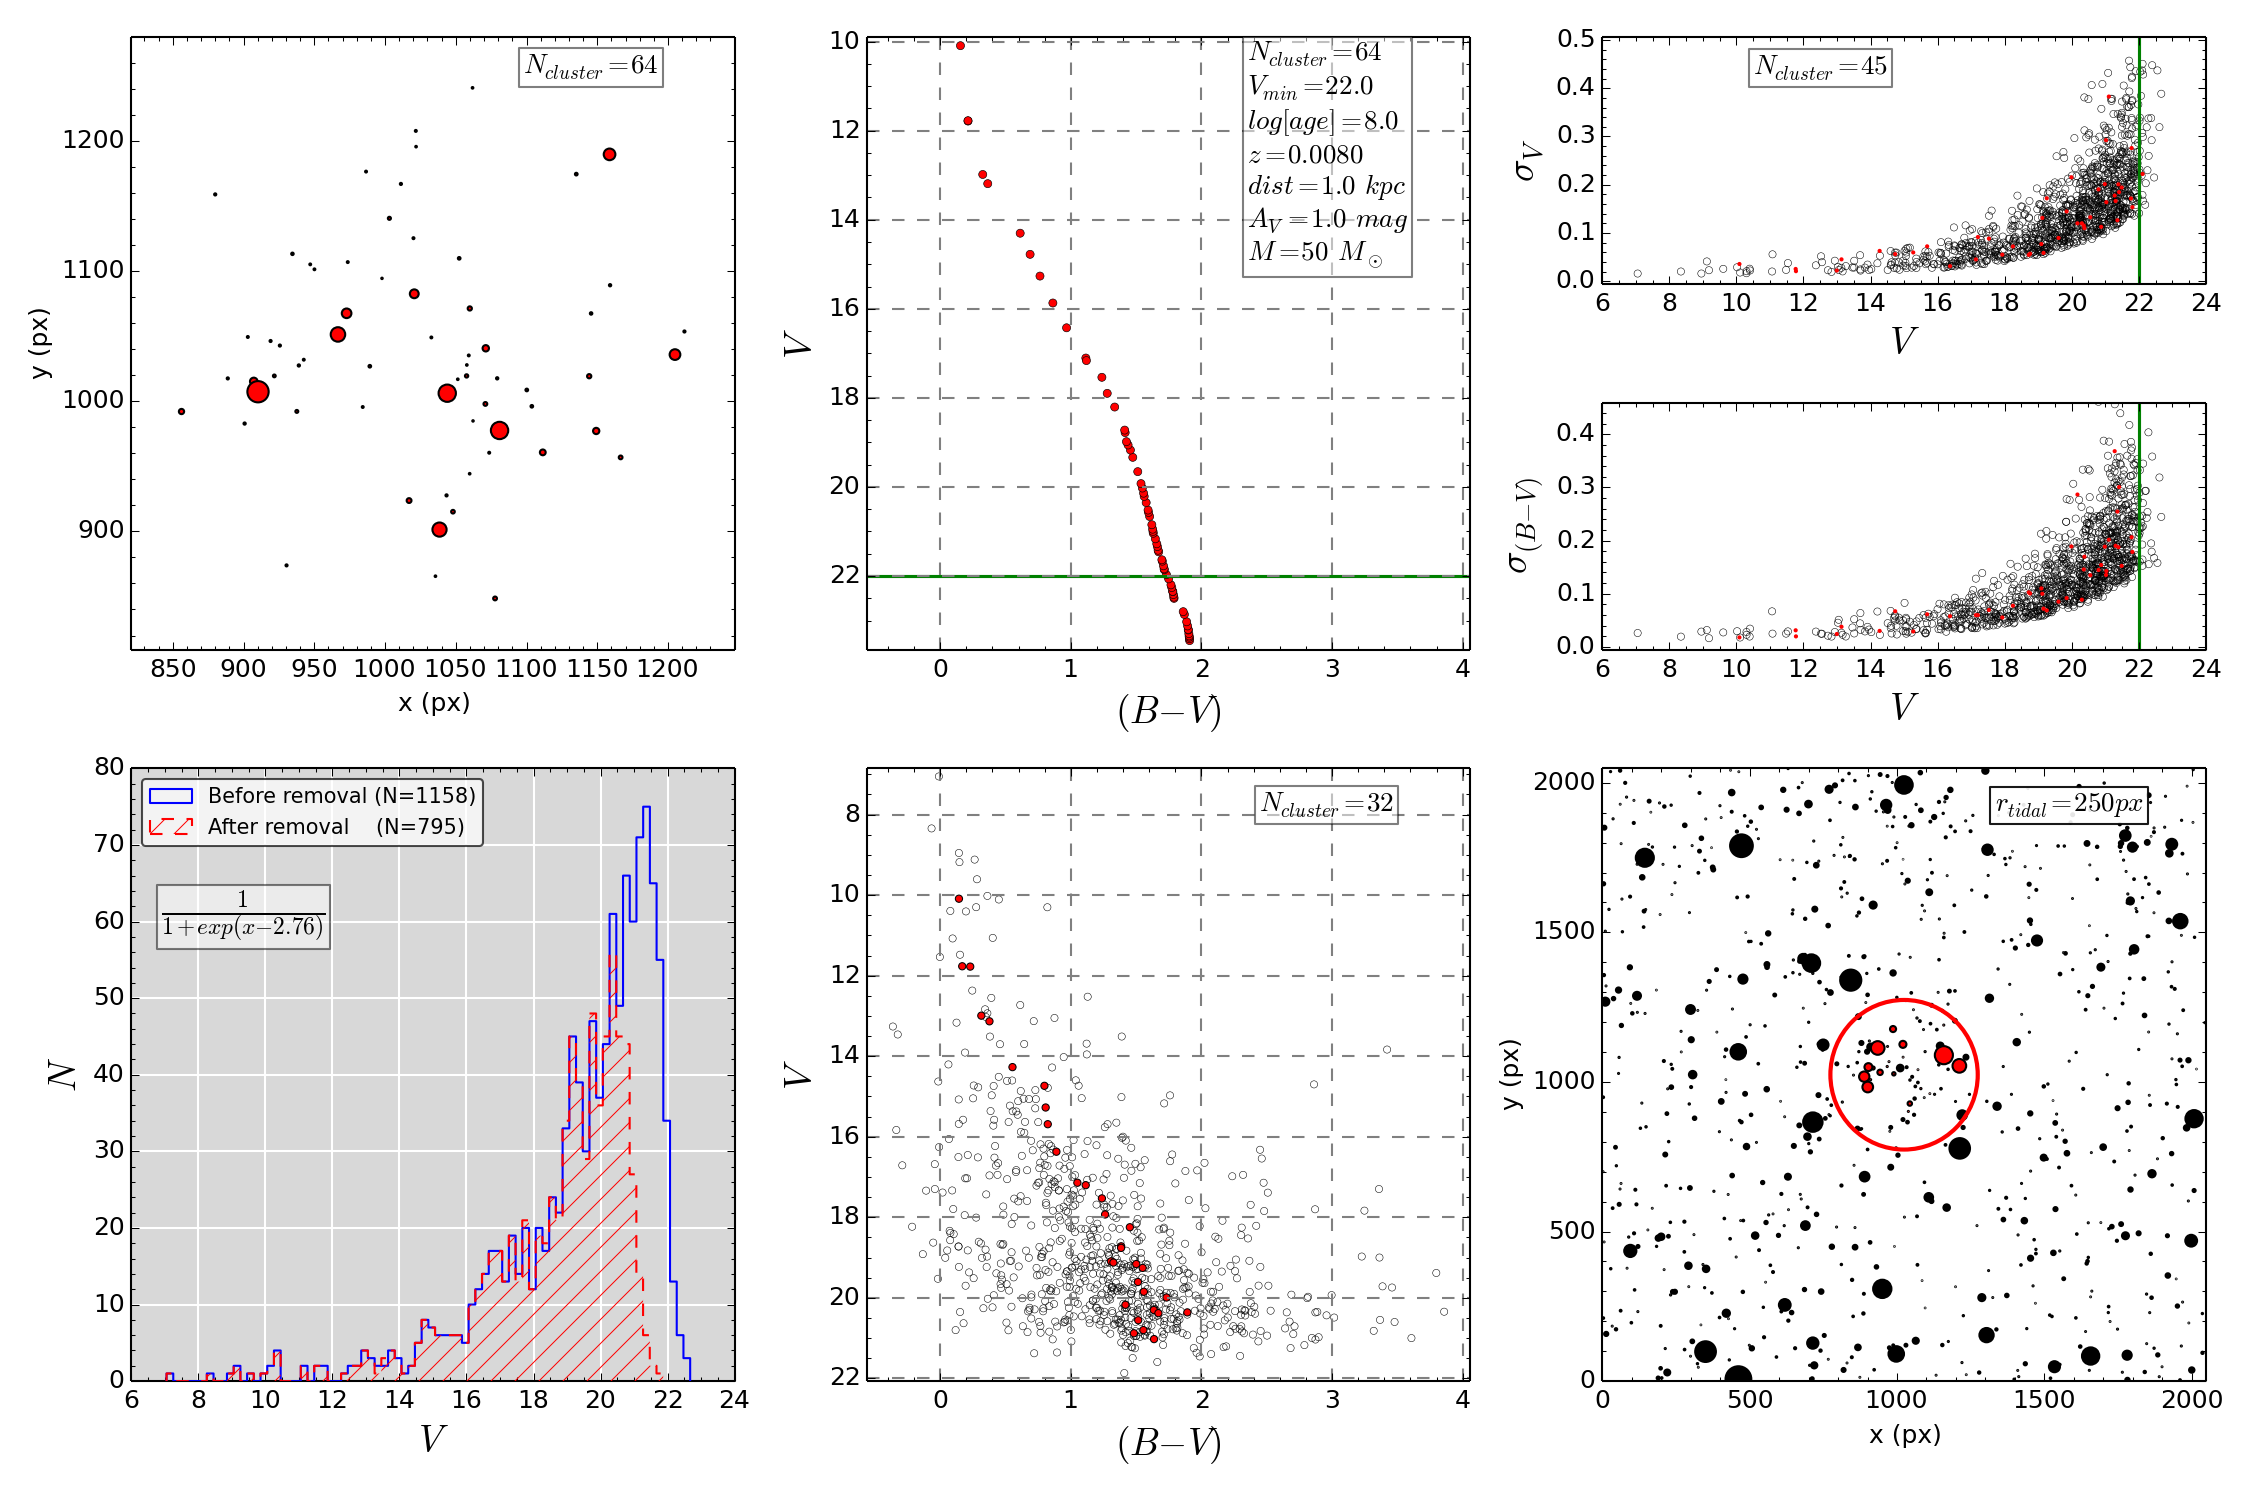 N_cluster=64
1200
1100
1000
900
850 900 950 1000 1050 1100 1150 1200
x (px)
y (px)
N_cluster=64
V_min=22.0
log[age]=8.0
z=0.0080
dist=1.0 kpc
A_V=1.0 mag
M=50 M_⊙
10
12
14
16
18
20
22
0 1 2 3 4
(B−V)
V
N_cluster=45
0.5
0.4
0.3
0.2
0.1
0.0
6 8 10 12 14 16 18 20 22 24
V
σ_V
0.4
0.3
0.2
0.1
0.0
6 8 10 12 14 16 18 20 22 24
V
σ_(B−V)
Before removal (N=1158)
After removal (N=795)
1
1+exp(x−2.76)
80
70
60
50
40
30
20
10
0
6 8 10 12 14 16 18 20 22 24
V
N
N_cluster=32
8
10
12
14
16
18
20
22
0 1 2 3 4
(B−V)
V
r_tidal=250px
2000
1500
1000
500
0
0 500 1000 1500 2000
x (px)
y (px)